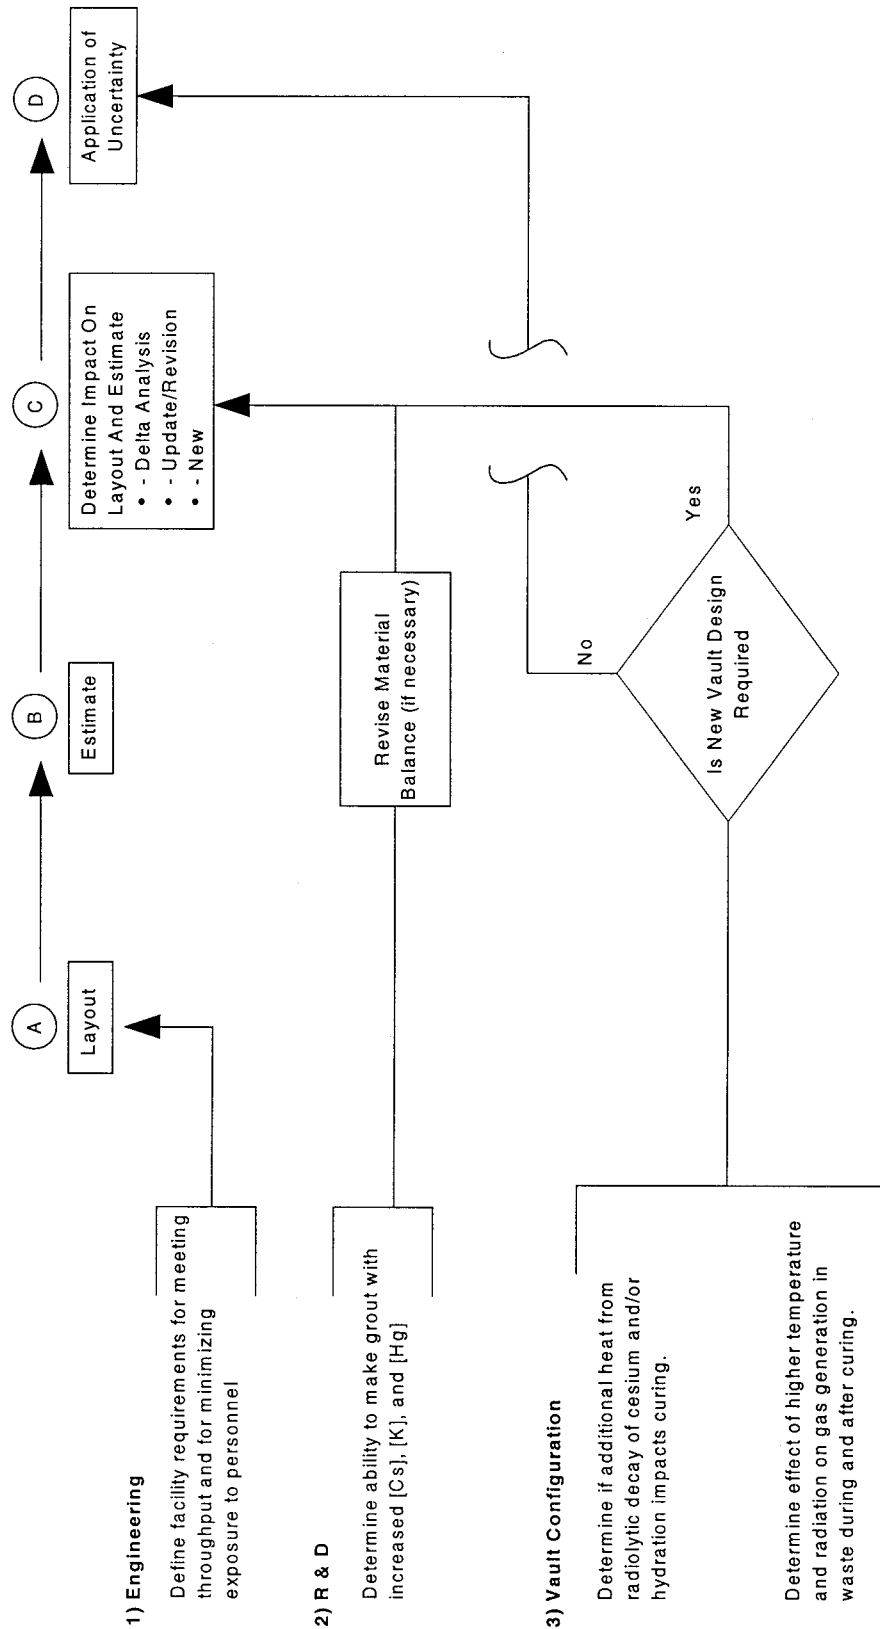 A
B
C
D
Layout
Estimate
Determine Impact On
Layout And Estimate
• - Delta Analysis
• - Update/Revision
• - New
Application of
Uncertainty
1) Engineering
Define facility requirements for meeting
throughput and for minimizing
exposure to personnel
2) R & D
Determine ability to make grout with
increased [Cs], [K], and [Hg]
Revise Material
Balance (if necessary)
3) Vault Configuration
Determine if additional heat from
radiolytic decay of cesium and/or
hydration impacts curing.
Determine effect of higher temperature
and radiation on gas generation in
waste during and after curing.
Is New Vault Design
Required
No
Yes